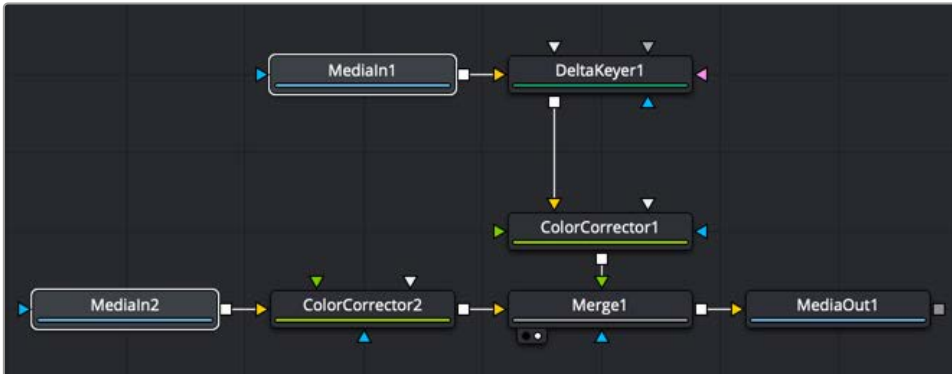 MediaIn1
DeltaKeyer1
ColorCorrector1
MediaIn2
ColorCorrector2
Merge1
MediaOut1